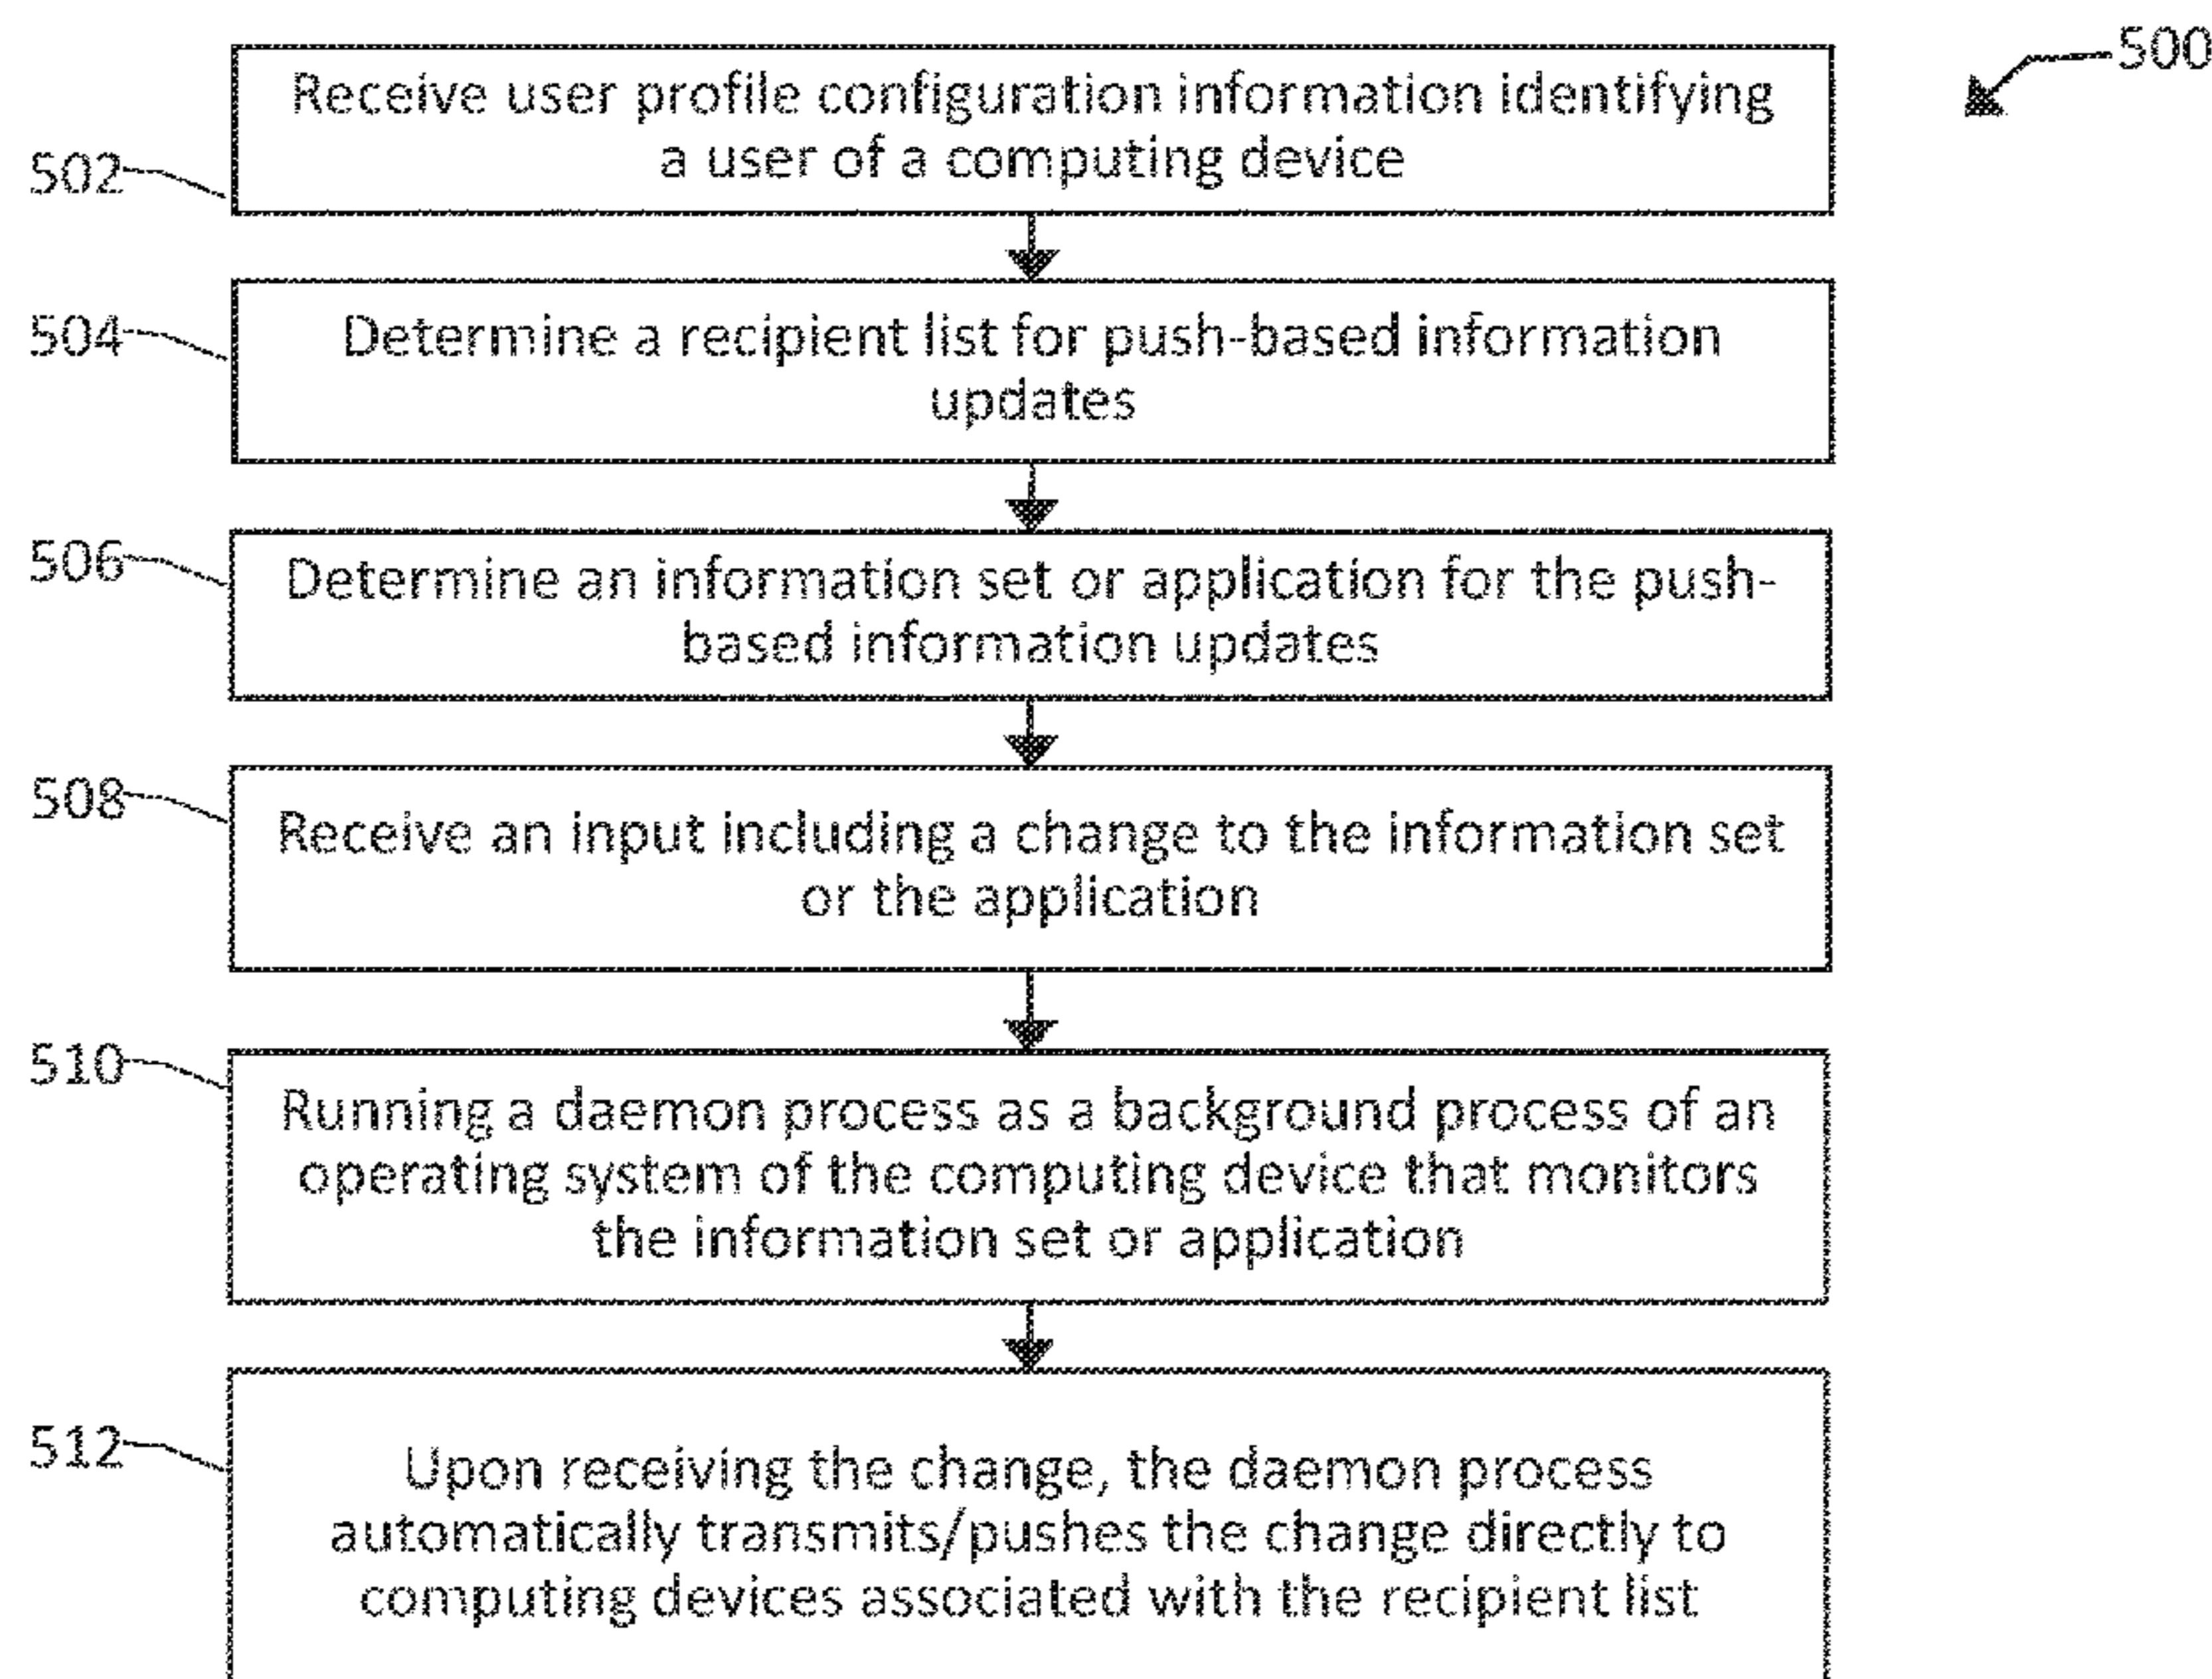 500
Receive user profile configuration information identifying
a user of a computing device
502
504
Determine a recipient list for push-based information
updates
506
Determine an information set or application for the push-
based information updates
508
Receive an input including a change to the information set
or the application
510
Running a daemon process as a background process of an
operating system of the computing device that monitors
the information set or application
512
Upon receiving the change, the daemon process
automatically transmits/pushes the change directly to
computing devices associated with the recipient list